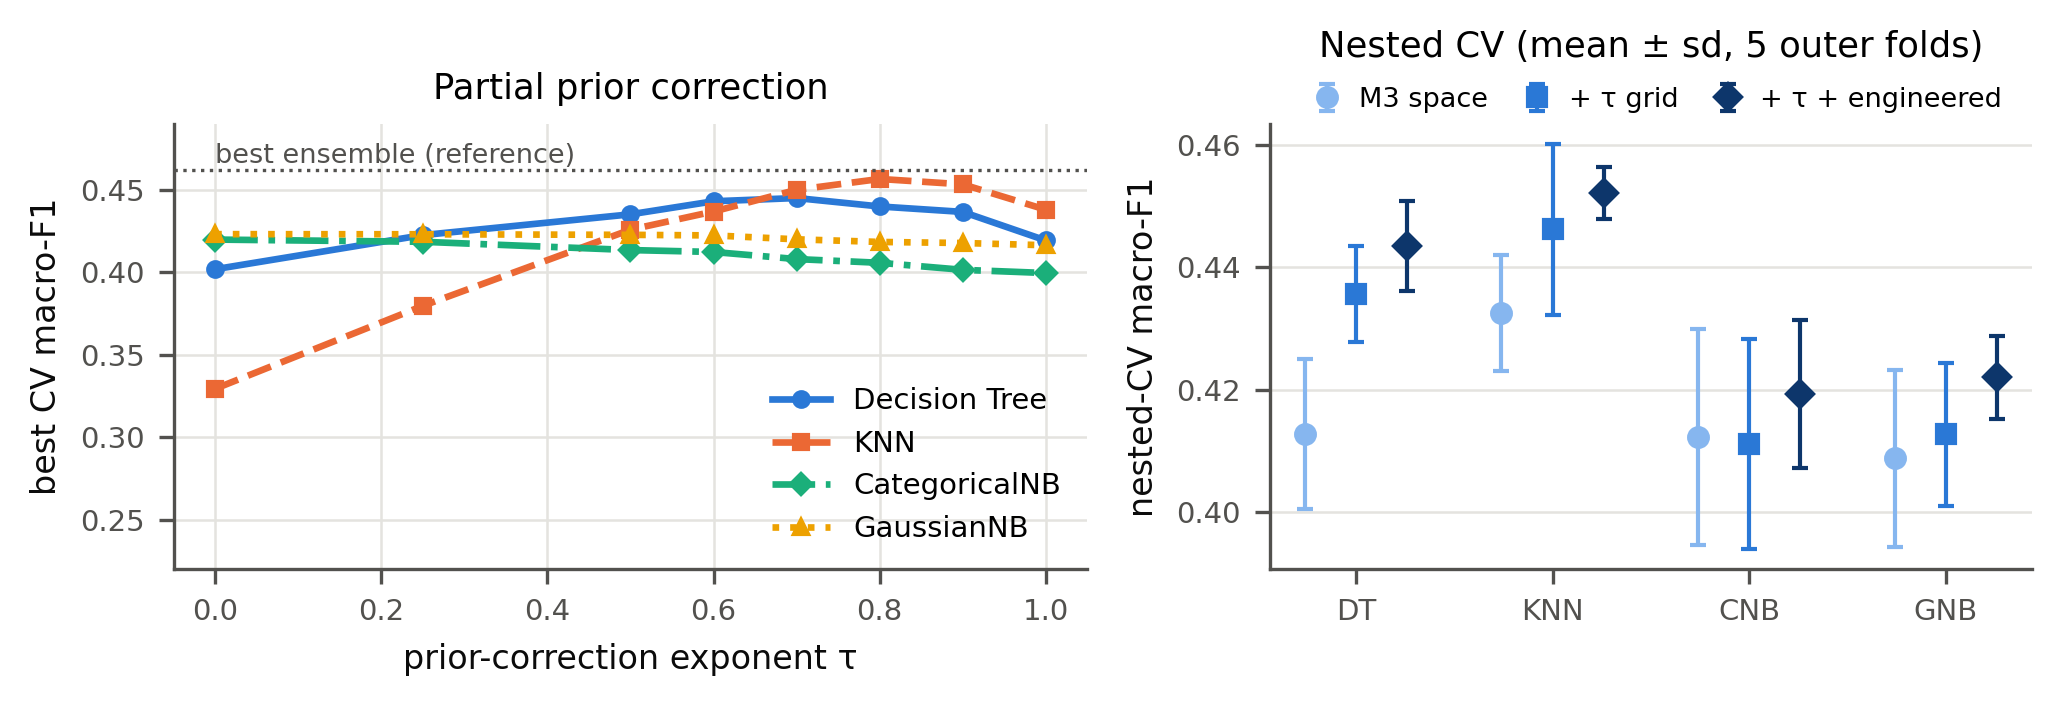 Partial prior correction
best ensemble (reference)
best CV macro-F1
0.45
0.40
0.35
0.30
0.25
Decision Tree
KNN
CategoricalNB
GaussianNB
0.0 0.2 0.4 0.6 0.8 1.0
prior-correction exponent τ
Nested CV (mean ± sd, 5 outer folds)
M3 space + τ grid + τ + engineered
nested-CV macro-F1
0.46
0.44
0.42
0.40
DT KNN CNB GNB